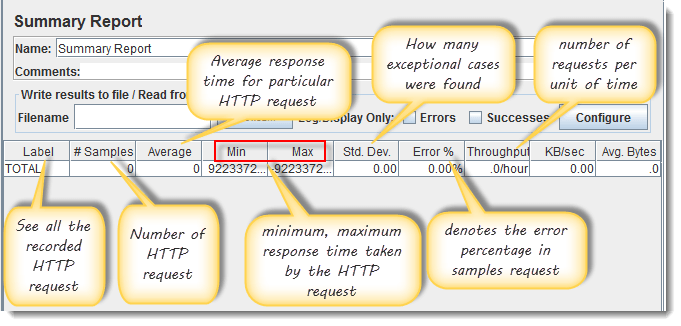 Summary Report
Name: Summary Report
Comments:
Write results to file / Read from
Filename
Log/Display Only:
Errors
Successes
Configure
Average response
time for particular
HTTP request
How many
exceptional cases
were found
number of
requests per
unit of time
Label # Samples Average Min Max Std. Dev. Error % Throughput KB/sec Avg. Bytes
TOTAL 0 0 9223372... -9223372... 0.00 0.00% .0/hour 0.00 .0
See all the
recorded
HTTP
request
Number of
HTTP
request
minimum, maximum
response time taken
by the HTTP
request
denotes the error
percentage in
samples request